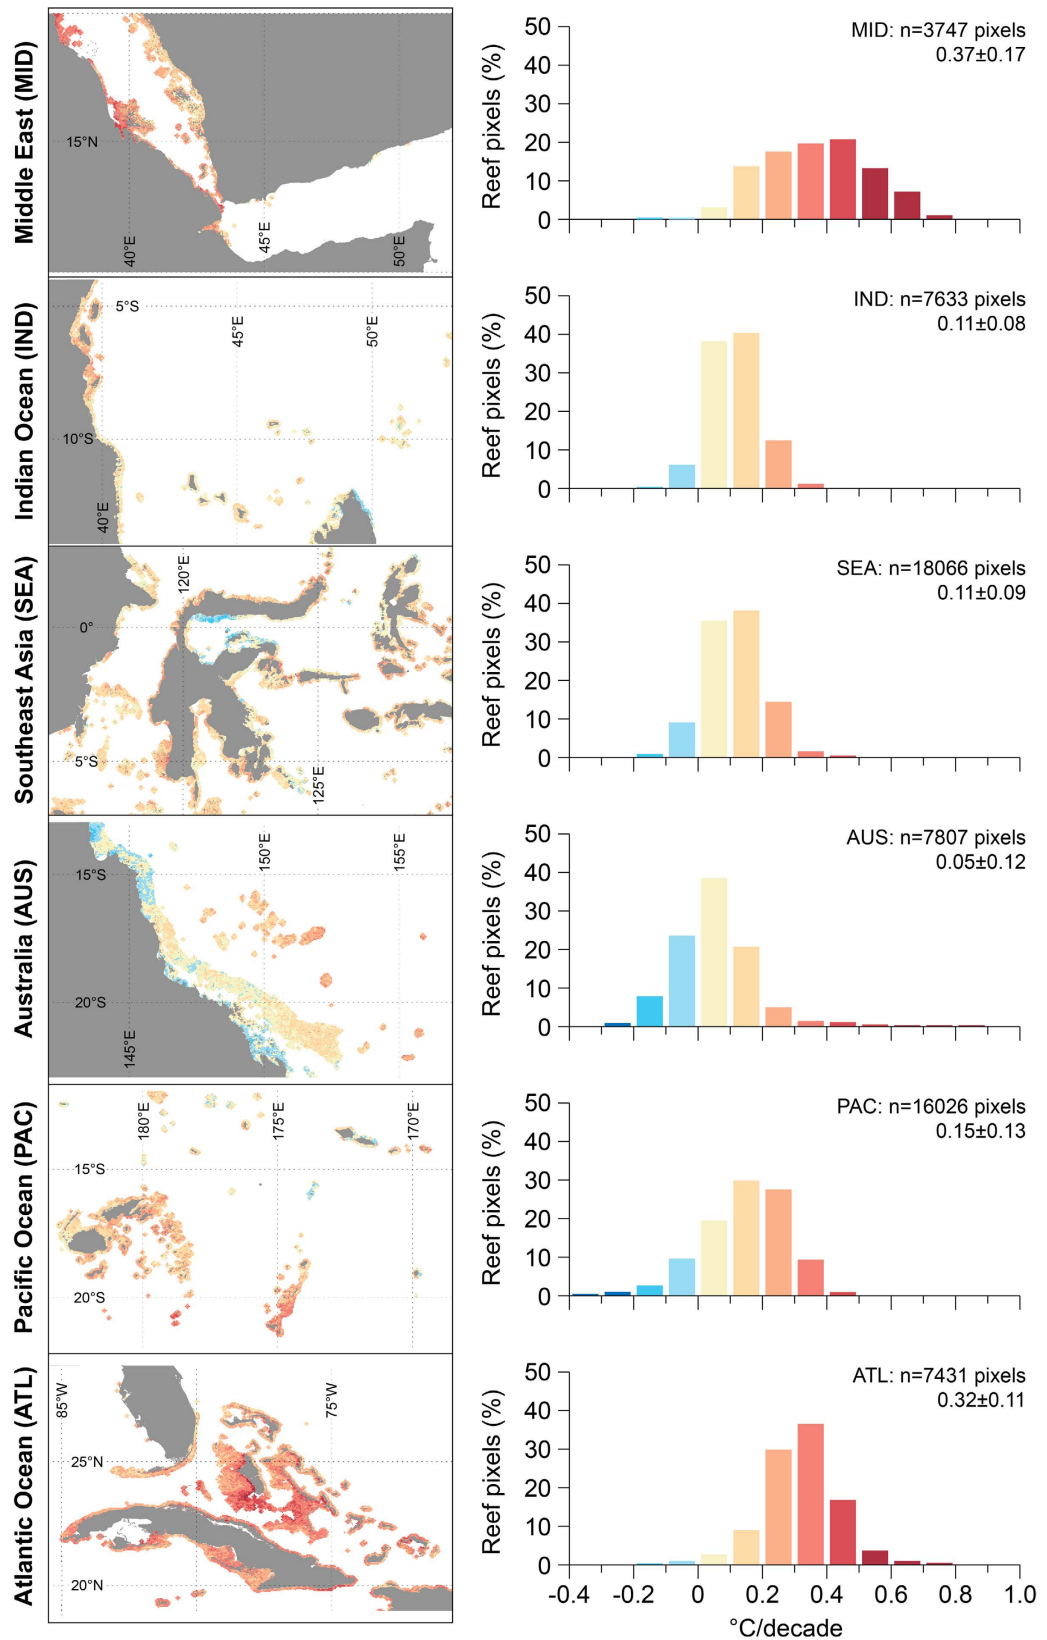 Middle East (MID)
15°N
40°E
45°E
50°E
Reef pixels (%)
50
40
30
20
10
0
MID: n=3747 pixels
0.37±0.17
Indian Ocean (IND)
5°S
10°S
40°E
45°E
50°E
Reef pixels (%)
50
40
30
20
10
0
IND: n=7633 pixels
0.11±0.08
Southeast Asia (SEA)
0°
5°S
120°E
125°E
Reef pixels (%)
50
40
30
20
10
0
SEA: n=18066 pixels
0.11±0.09
Australia (AUS)
15°S
20°S
145°E
150°E
155°E
Reef pixels (%)
50
40
30
20
10
0
AUS: n=7807 pixels
0.05±0.12
Pacific Ocean (PAC)
15°S
20°S
180°E
175°E
170°E
Reef pixels (%)
50
40
30
20
10
0
PAC: n=16026 pixels
0.15±0.13
Atlantic Ocean (ATL)
85°W
75°W
25°N
20°N
Reef pixels (%)
50
40
30
20
10
0
ATL: n=7431 pixels
0.32±0.11
-0.4 -0.2 0 0.2 0.4 0.6 0.8 1.0
°C/decade